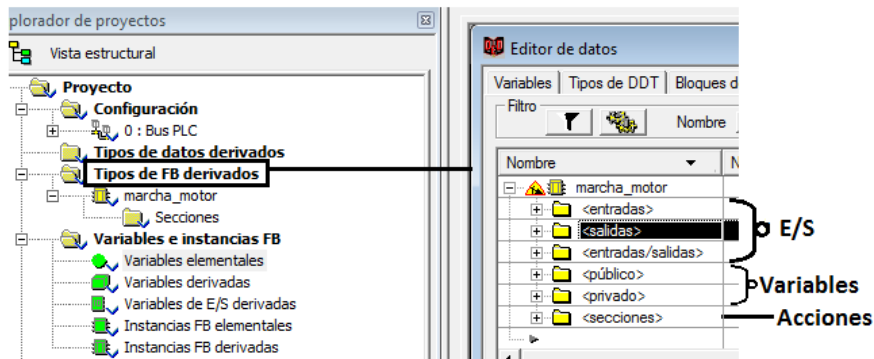 plorador de proyectos
Vista estructural
Proyecto
Configuración
0 : Bus PLC
Tipos de datos derivados
Tipos de FB derivados
marcha_motor
Secciones
Variables e instancias FB
Variables elementales
Variables derivadas
Variables de E/S derivadas
Instancias FB elementales
Instancias FB derivadas
Editor de datos
Variables Tipos de DDT Bloques d
Filtro
Nombre
Nombre N
marcha_motor
<entradas>
<salidas>
<entradas/salidas>
<público>
<privado>
<secciones>
E/S
Variables
Acciones